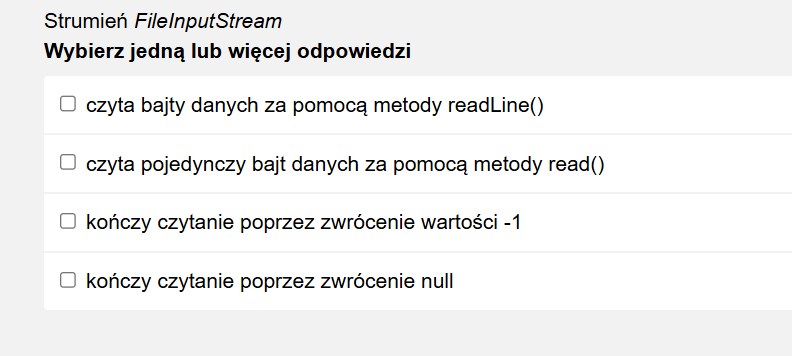 Strumień FileInputStream
Wybierz jedną lub więcej odpowiedzi
czyta bajty danych za pomocą metody readLine()
czyta pojedynczy bajt danych za pomocą metody read()
kończy czytanie poprzez zwrócenie wartości -1
kończy czytanie poprzez zwrócenie null